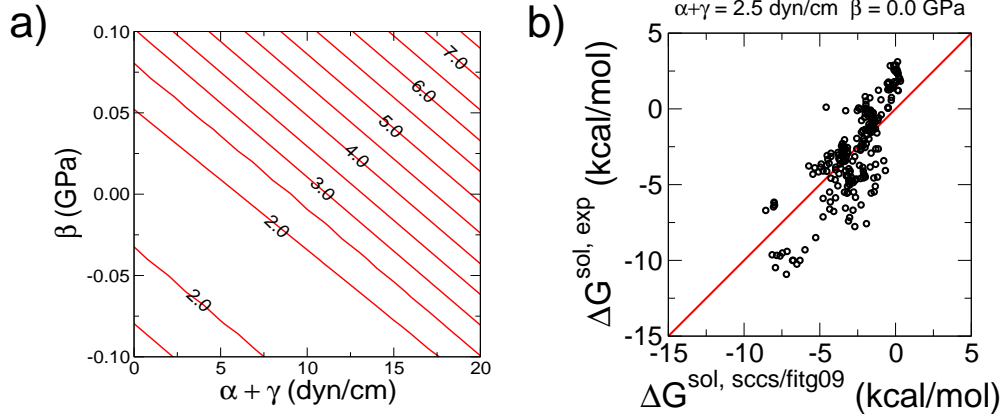 a)
0.10
0.05
0.00
-0.05
-0.10
β (GPa)
7.0
6.0
5.0
4.0
3.0
2.0
2.0
0 5 10 15 20
α + γ (dyn/cm)
b)
α+γ = 2.5 dyn/cm β = 0.0 GPa
5
0
-5
-10
-15
ΔG^sol, exp (kcal/mol)
-15 -10 -5 0 5
ΔG^sol, sccs/fitg09 (kcal/mol)